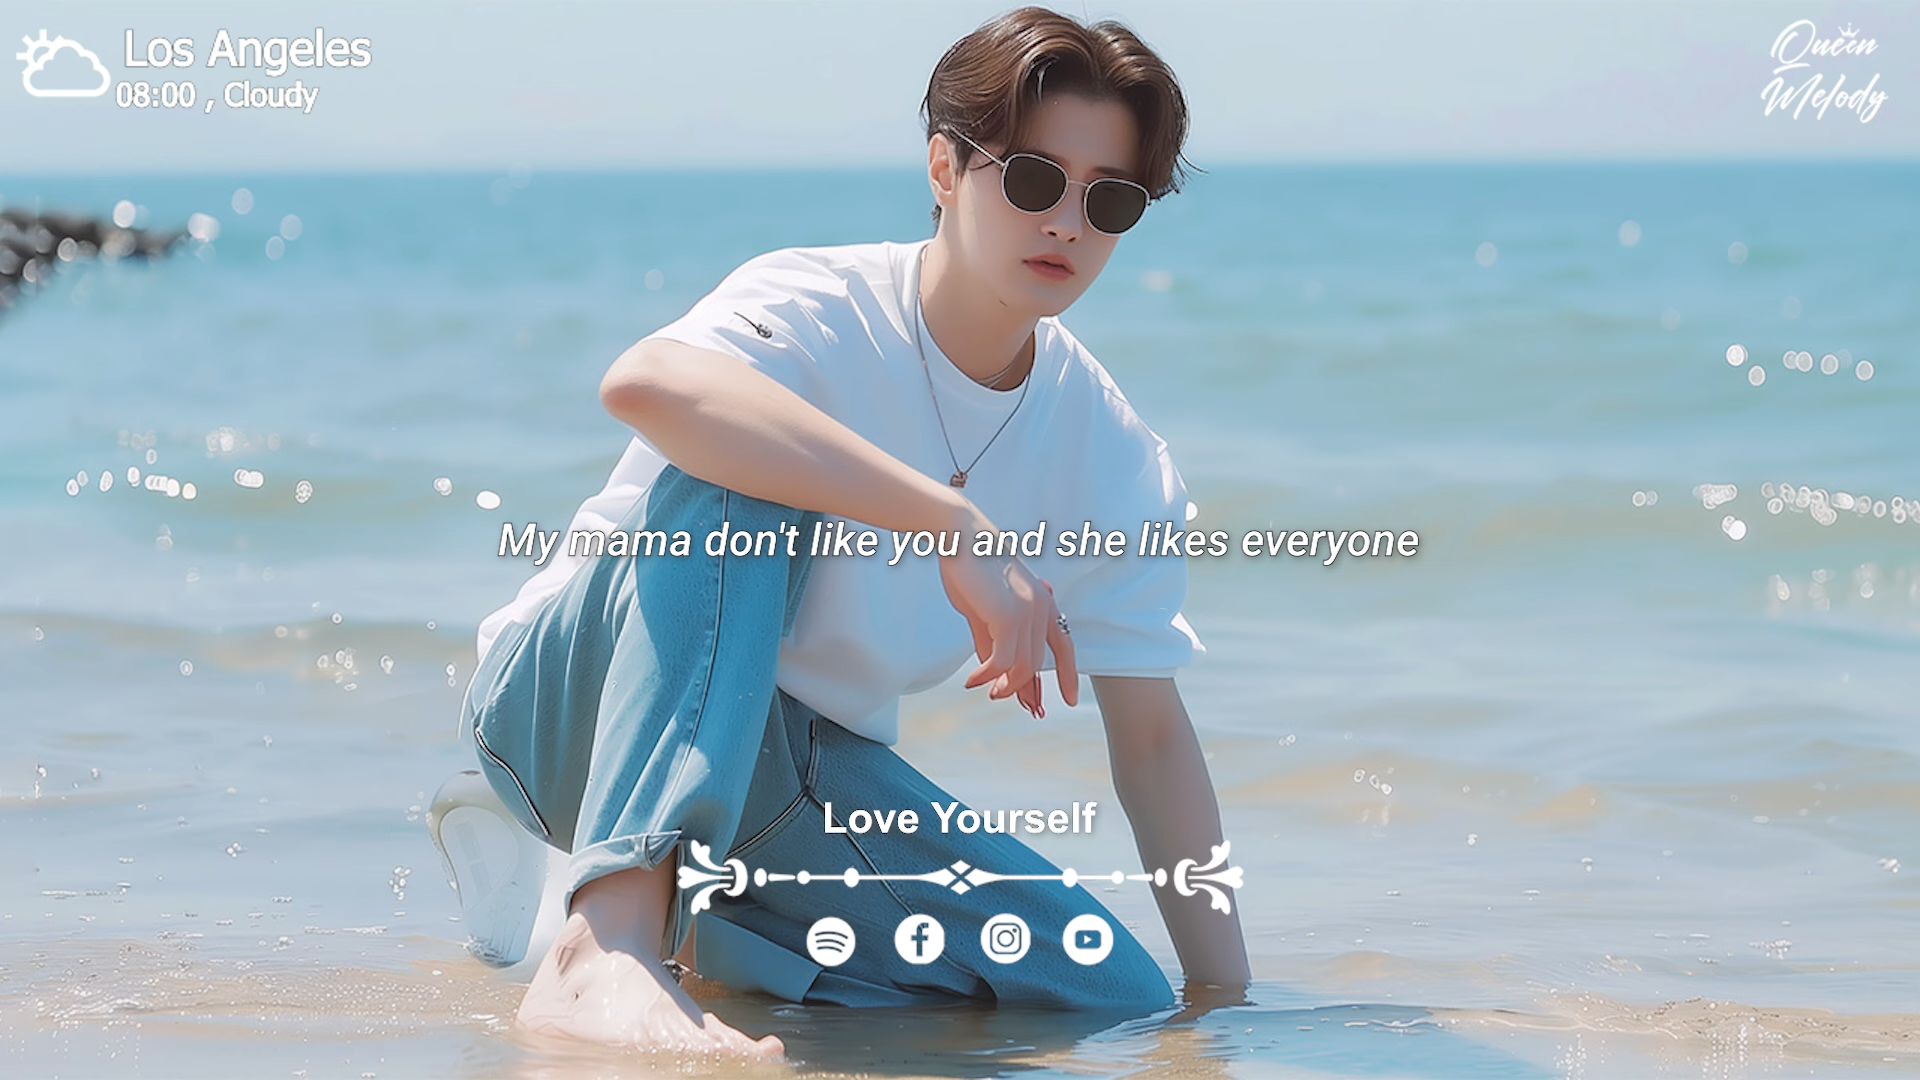 Los Angeles
08:00 , Cloudy
Queen
Melody
My mama don't like you and she likes everyone
Love Yourself